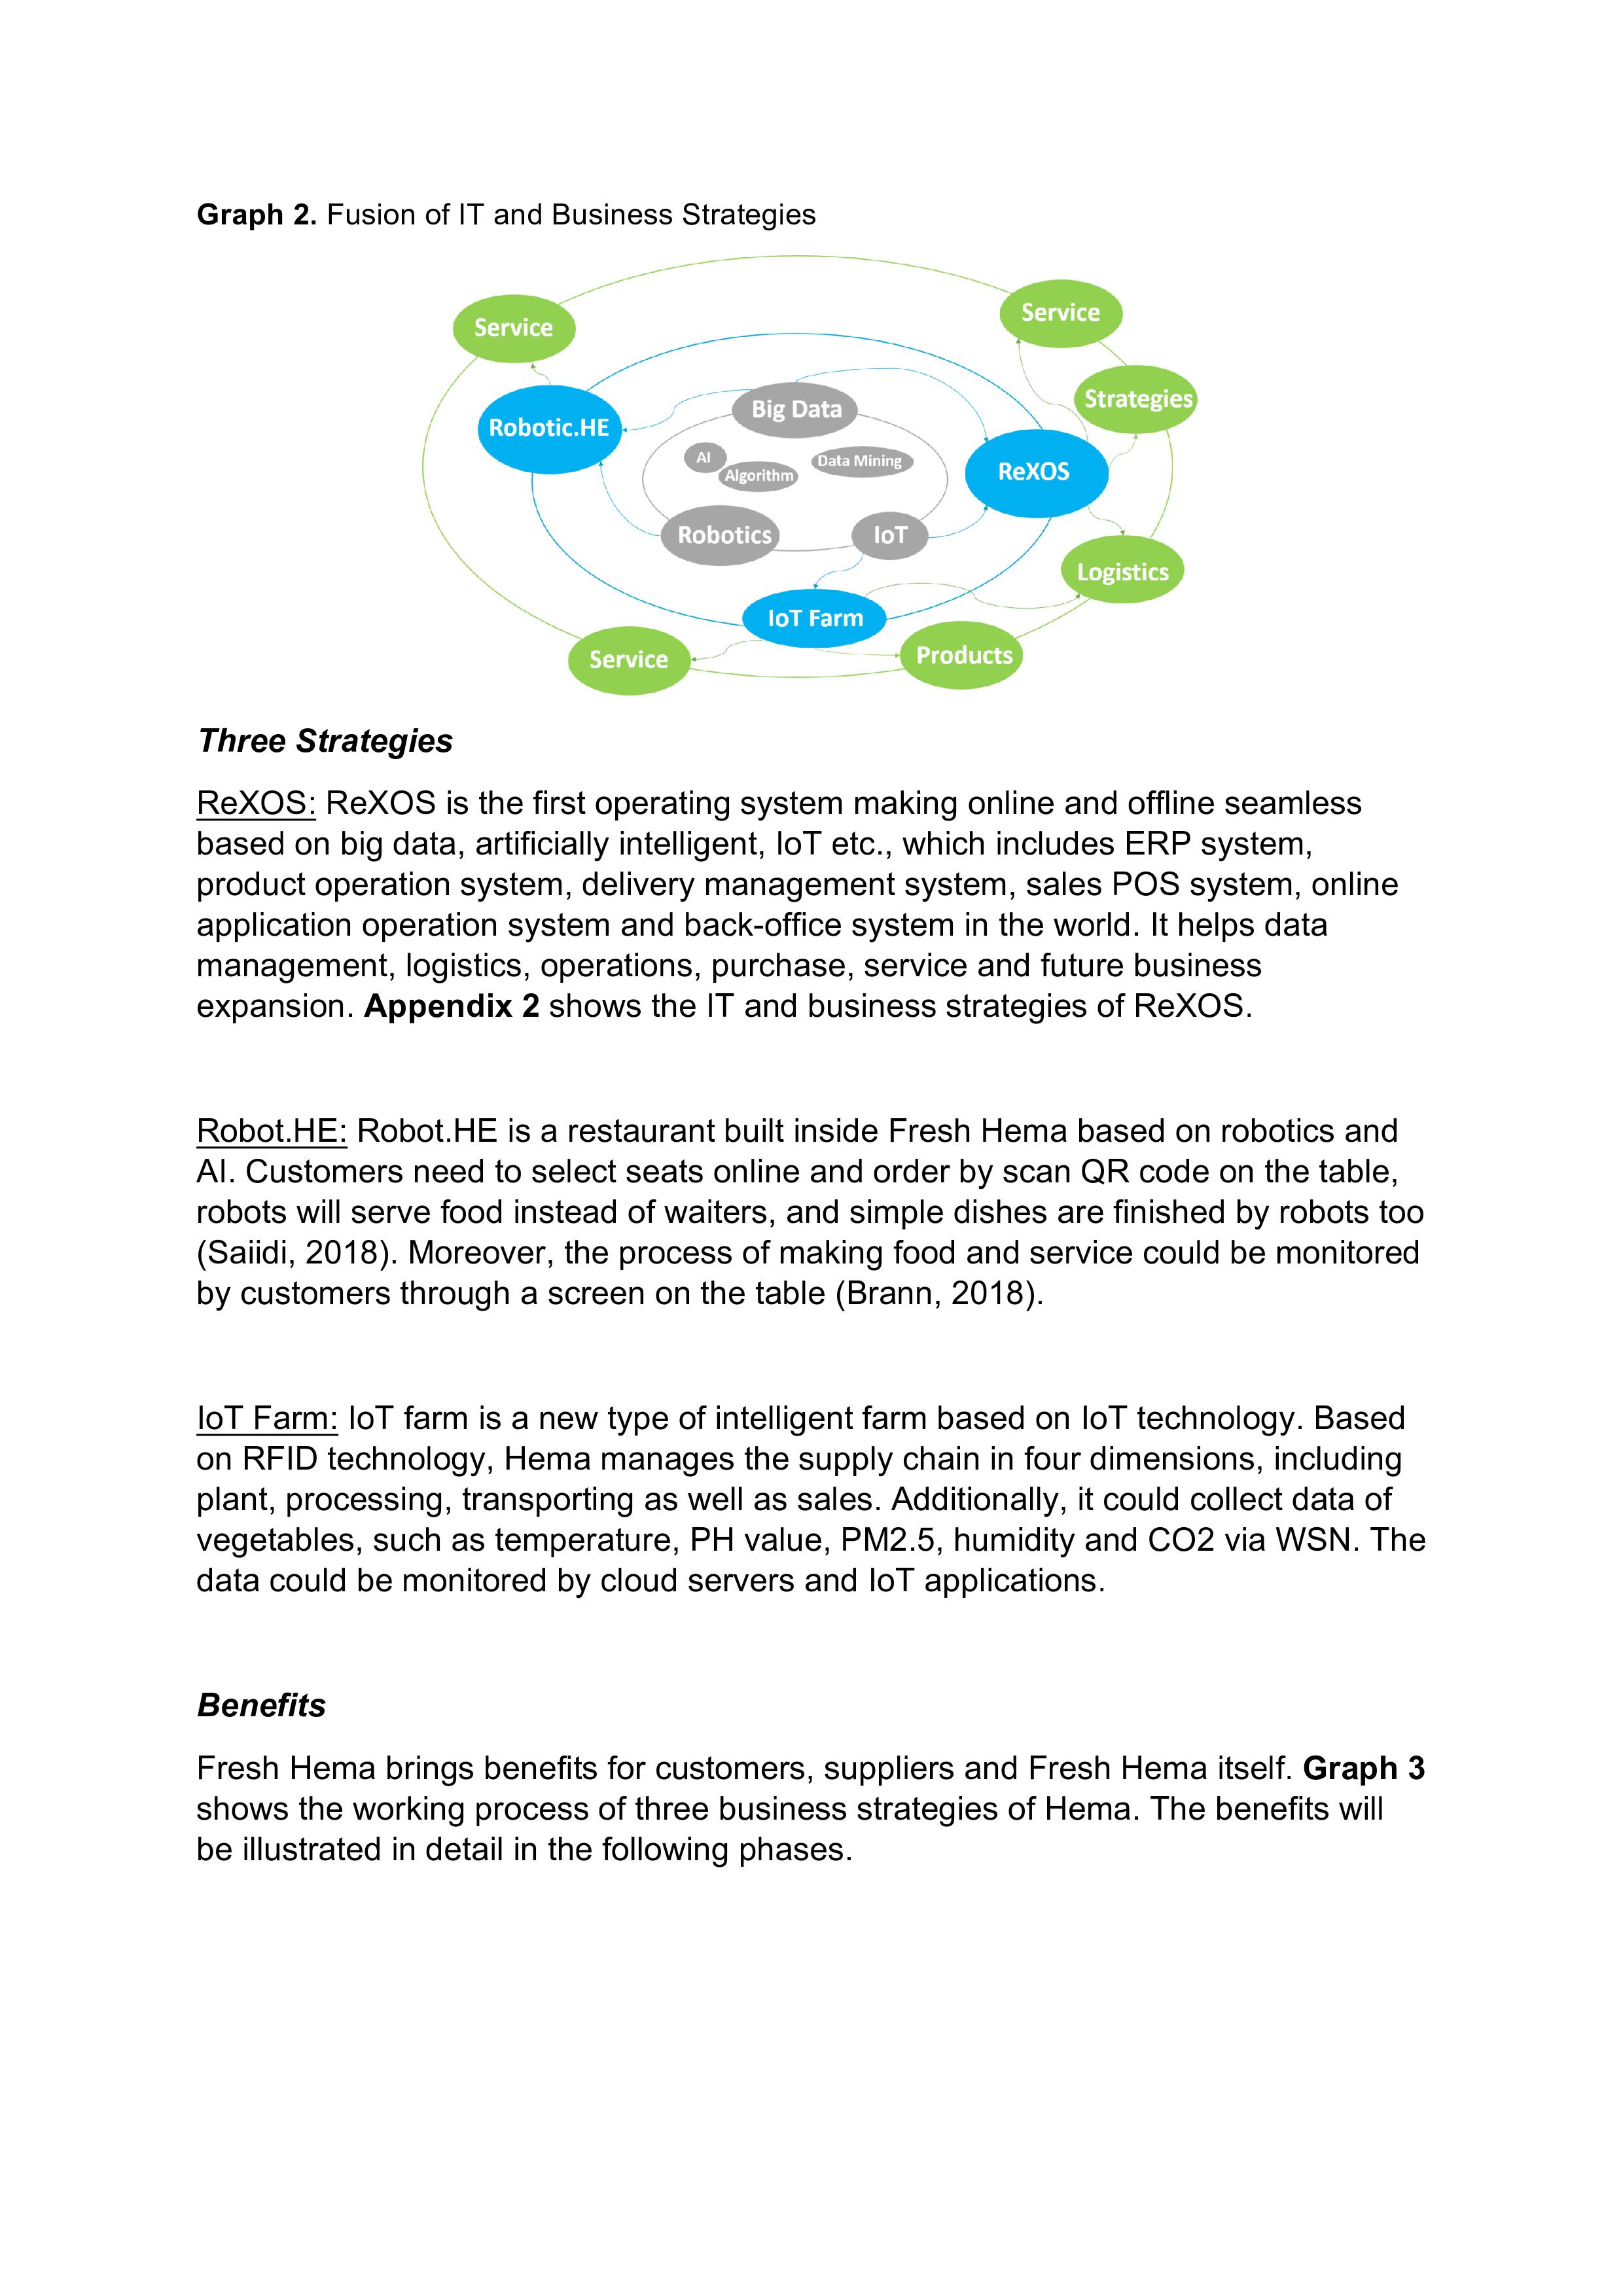 Graph 2. Fusion of IT and Business Strategies
Service
Service
Strategies
Robotic.HE
Big Data
AI
Algorithm
Data Mining
ReXOS
Robotics
IoT
Logistics
IoT Farm
Service
Products
Three Strategies
ReXOS: ReXOS is the first operating system making online and offline seamless
based on big data, artificially intelligent, IoT etc., which includes ERP system,
product operation system, delivery management system, sales POS system, online
application operation system and back-office system in the world. It helps data
management, logistics, operations, purchase, service and future business
expansion. Appendix 2 shows the IT and business strategies of ReXOS.
Robot.HE: Robot.HE is a restaurant built inside Fresh Hema based on robotics and
AI. Customers need to select seats online and order by scan QR code on the table,
robots will serve food instead of waiters, and simple dishes are finished by robots too
(Saiidi, 2018). Moreover, the process of making food and service could be monitored
by customers through a screen on the table (Brann, 2018).
IoT Farm: IoT farm is a new type of intelligent farm based on IoT technology. Based
on RFID technology, Hema manages the supply chain in four dimensions, including
plant, processing, transporting as well as sales. Additionally, it could collect data of
vegetables, such as temperature, PH value, PM2.5, humidity and CO2 via WSN. The
data could be monitored by cloud servers and IoT applications.
Benefits
Fresh Hema brings benefits for customers, suppliers and Fresh Hema itself. Graph 3
shows the working process of three business strategies of Hema. The benefits will
be illustrated in detail in the following phases.